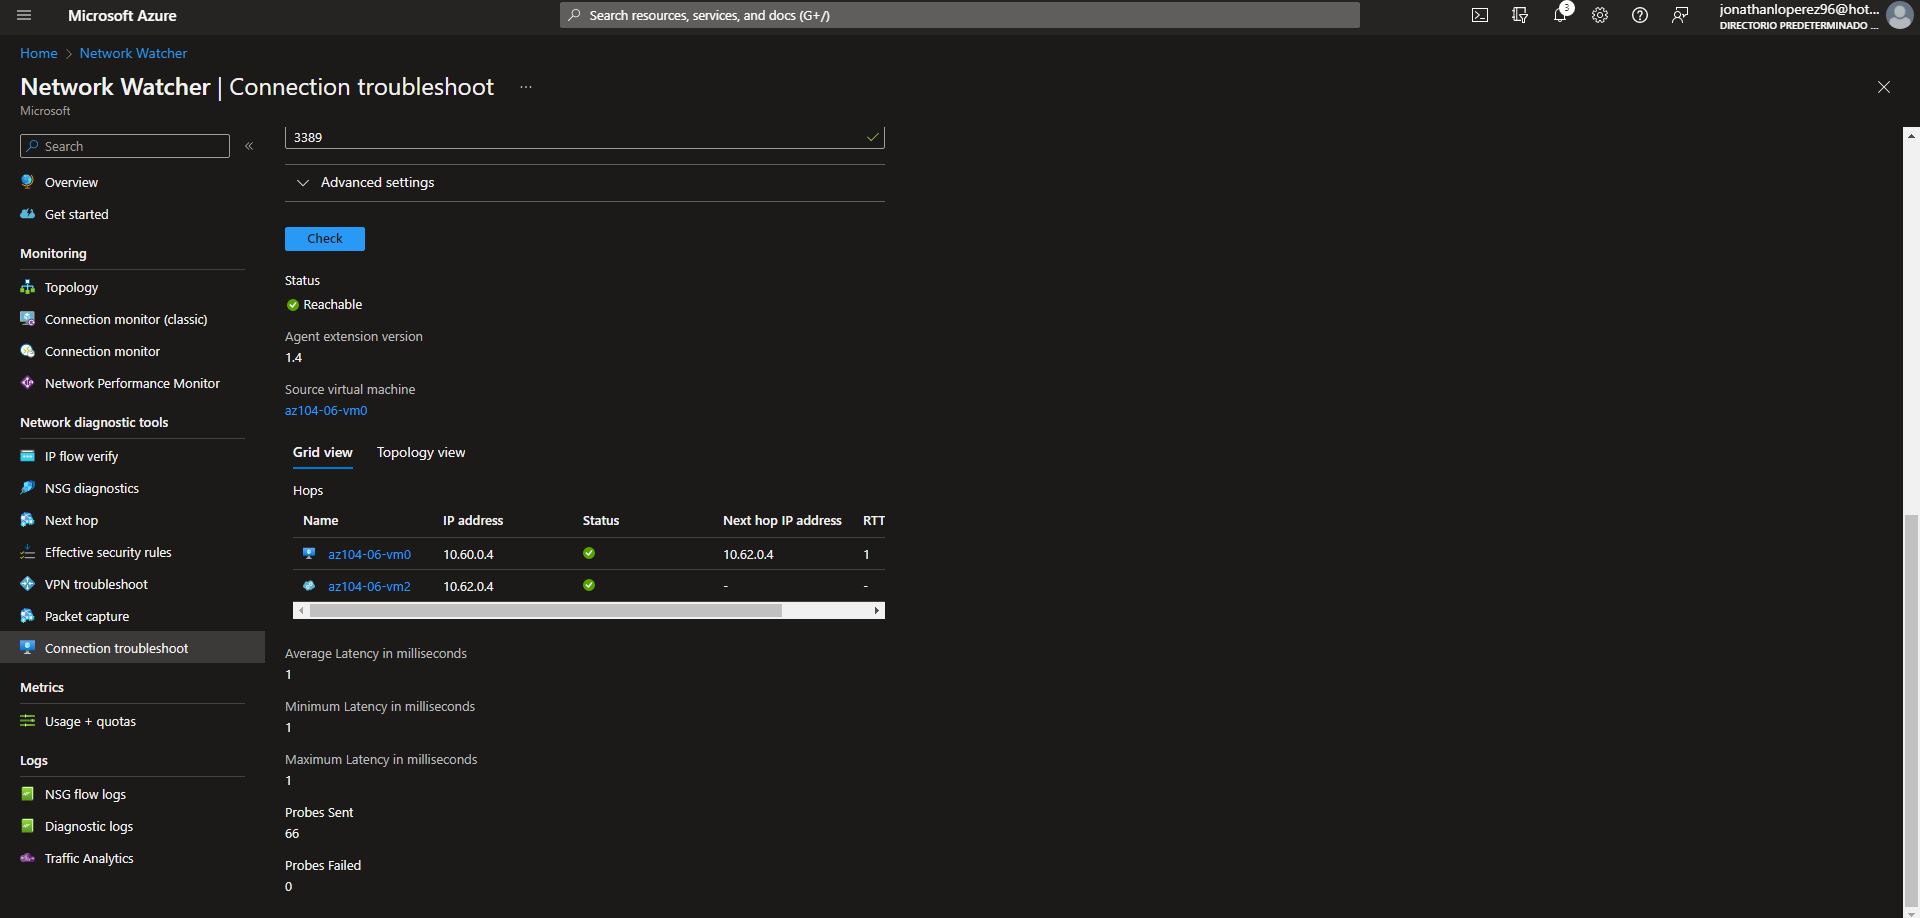 Microsoft Azure
Search resources, services, and docs (G+/)
3
jonathanloperez96@hot...
DIRECTORIO PREDETERMINADO ...
Home > Network Watcher
Network Watcher | Connection troubleshoot ...
Microsoft
Search
«
Overview
Get started
Monitoring
Topology
Connection monitor (classic)
Connection monitor
Network Performance Monitor
Network diagnostic tools
IP flow verify
NSG diagnostics
Next hop
Effective security rules
VPN troubleshoot
Packet capture
Connection troubleshoot
Metrics
Usage + quotas
Logs
NSG flow logs
Diagnostic logs
Traffic Analytics
3389
Advanced settings
Check
Status
Reachable
Agent extension version
1.4
Source virtual machine
az104-06-vm0
Grid view Topology view
Hops
Name IP address Status Next hop IP address RTT
az104-06-vm0 10.60.0.4 10.62.0.4 1
az104-06-vm2 10.62.0.4 - -
Average Latency in milliseconds
1
Minimum Latency in milliseconds
1
Maximum Latency in milliseconds
1
Probes Sent
66
Probes Failed
0